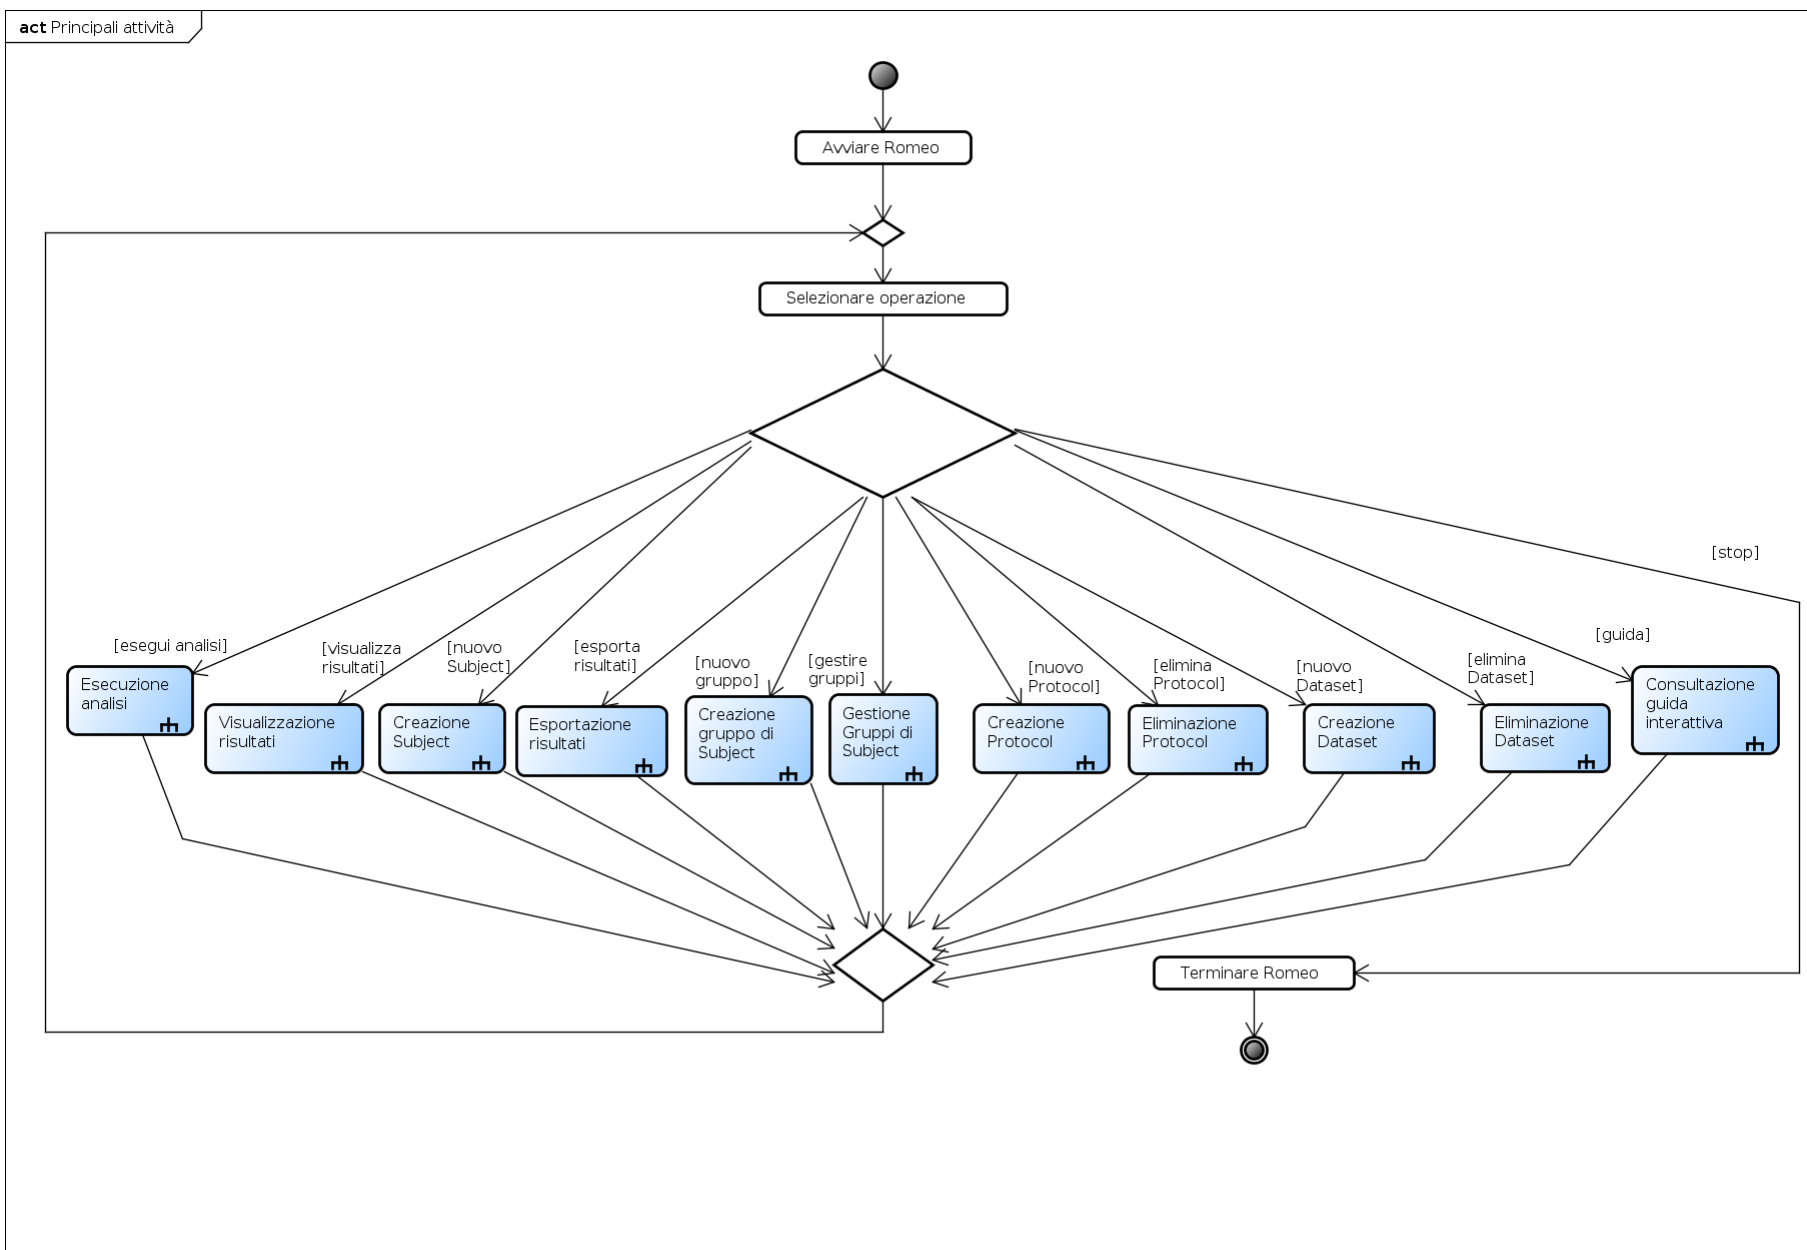 act Principali attività
Avviare Romeo
Selezionare operazione
[stop]
[esegui analisi]
[visualizza
risultati]
[nuovo
Subject]
[esporta
risultati]
[nuovo
gruppo]
[gestire
gruppi]
[nuovo
Protocol]
[elimina
Protocol]
[nuovo
Dataset]
[elimina
Dataset]
[guida]
Esecuzione
analisi
Visualizzazione
risultati
Creazione
Subject
Esportazione
risultati
Creazione
gruppo di
Subject
Gestione
Gruppi di
Subject
Creazione
Protocol
Eliminazione
Protocol
Creazione
Dataset
Eliminazione
Dataset
Consultazione
guida
interattiva
Terminare Romeo